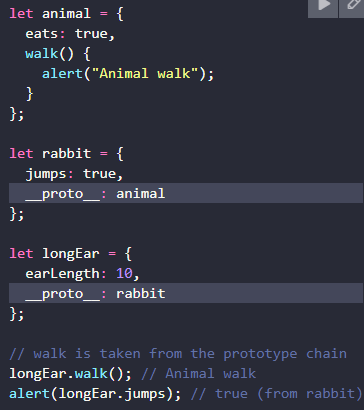 let animal = {
  eats: true,
  walk() {
    alert("Animal walk");
  }
};

let rabbit = {
  jumps: true,
  __proto__: animal
};

let longEar = {
  earLength: 10,
  __proto__: rabbit
};

// walk is taken from the prototype chain
longEar.walk(); // Animal walk
alert(longEar.jumps); // true (from rabbit)